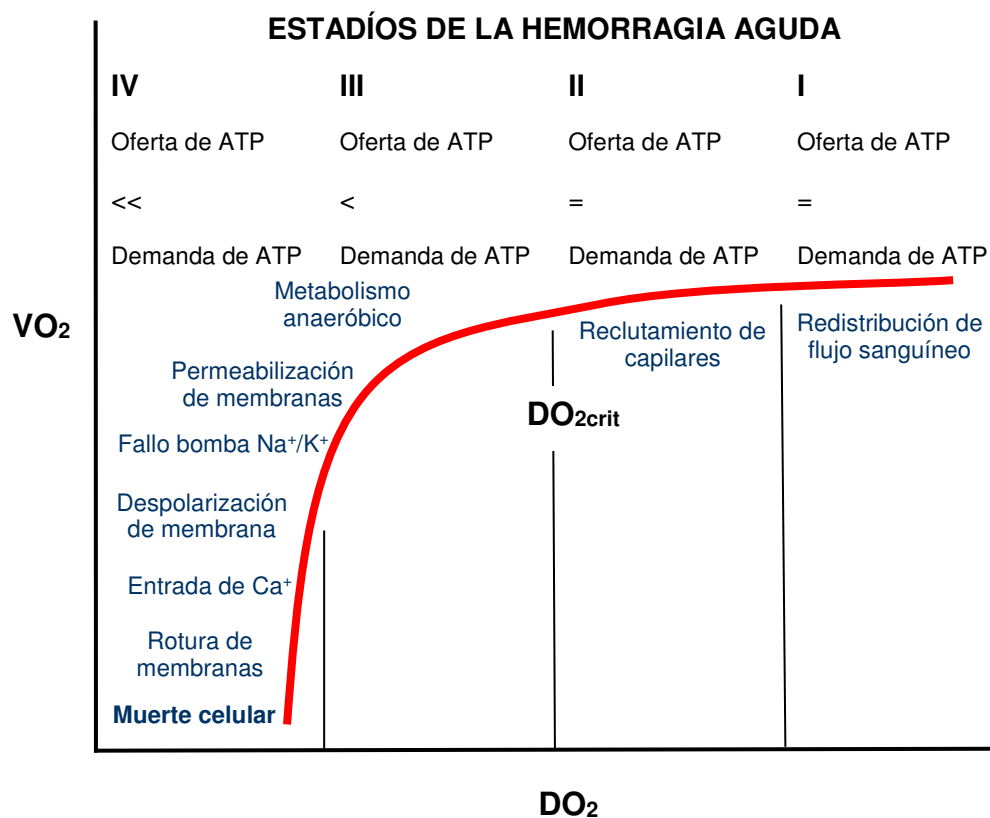 ESTADÍOS DE LA HEMORRAGIA AGUDA
IV III II I
Oferta de ATP Oferta de ATP Oferta de ATP Oferta de ATP
<< < = =
Demanda de ATP Demanda de ATP Demanda de ATP Demanda de ATP
Metabolismo
anaeróbico
VO₂
Reclutamiento de
capilares
Redistribución de
flujo sanguíneo
Permeabilización
de membranas
DO₂crit
Fallo bomba Na⁺/K⁺
Despolarización
de membrana
Entrada de Ca⁺
Rotura de
membranas
Muerte celular
DO₂